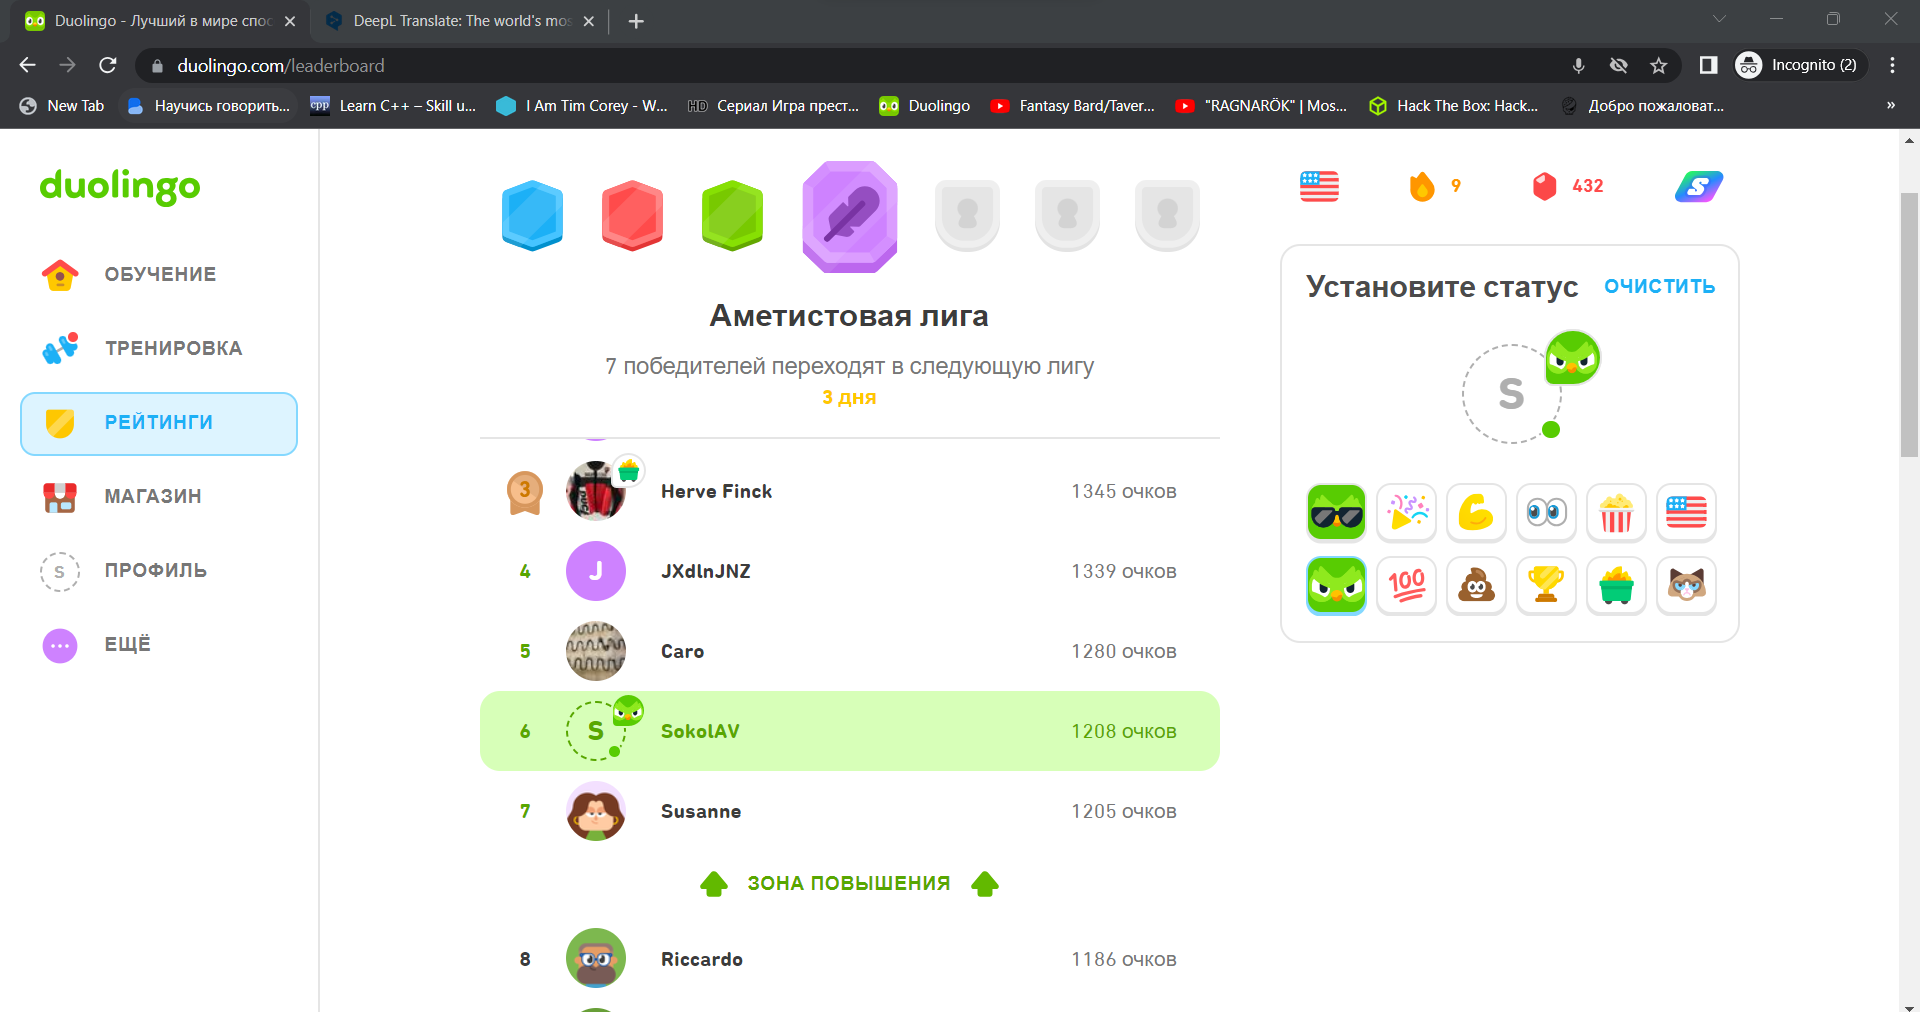 Duolingo - Лучший в мире спос
DeepL Translate: The world's mos
duolingo.com/leaderboard
Incognito (2)
New Tab
Научись говорить...
cpp
Learn C++ – Skill u...
I Am Tim Corey - W...
HD
Сериал Игра прест...
Duolingo
Fantasy Bard/Taver...
"RAGNARÖK" | Mos...
Hack The Box: Hack...
Добро пожаловат...
»
duolingo
ОБУЧЕНИЕ
ТРЕНИРОВКА
РЕЙТИНГИ
МАГАЗИН
S
ПРОФИЛЬ
ЕЩЁ
Аметистовая лига
7 победителей переходят в следующую лигу
3 дня
3
Herve Finck
1345 очков
4
J
JXdlnJNZ
1339 очков
5
Caro
1280 очков
6
S
SokolAV
1208 очков
7
Susanne
1205 очков
ЗОНА ПОВЫШЕНИЯ
8
Riccardo
1186 очков
9
432
S
Установите статус
ОЧИСТИТЬ
S
100